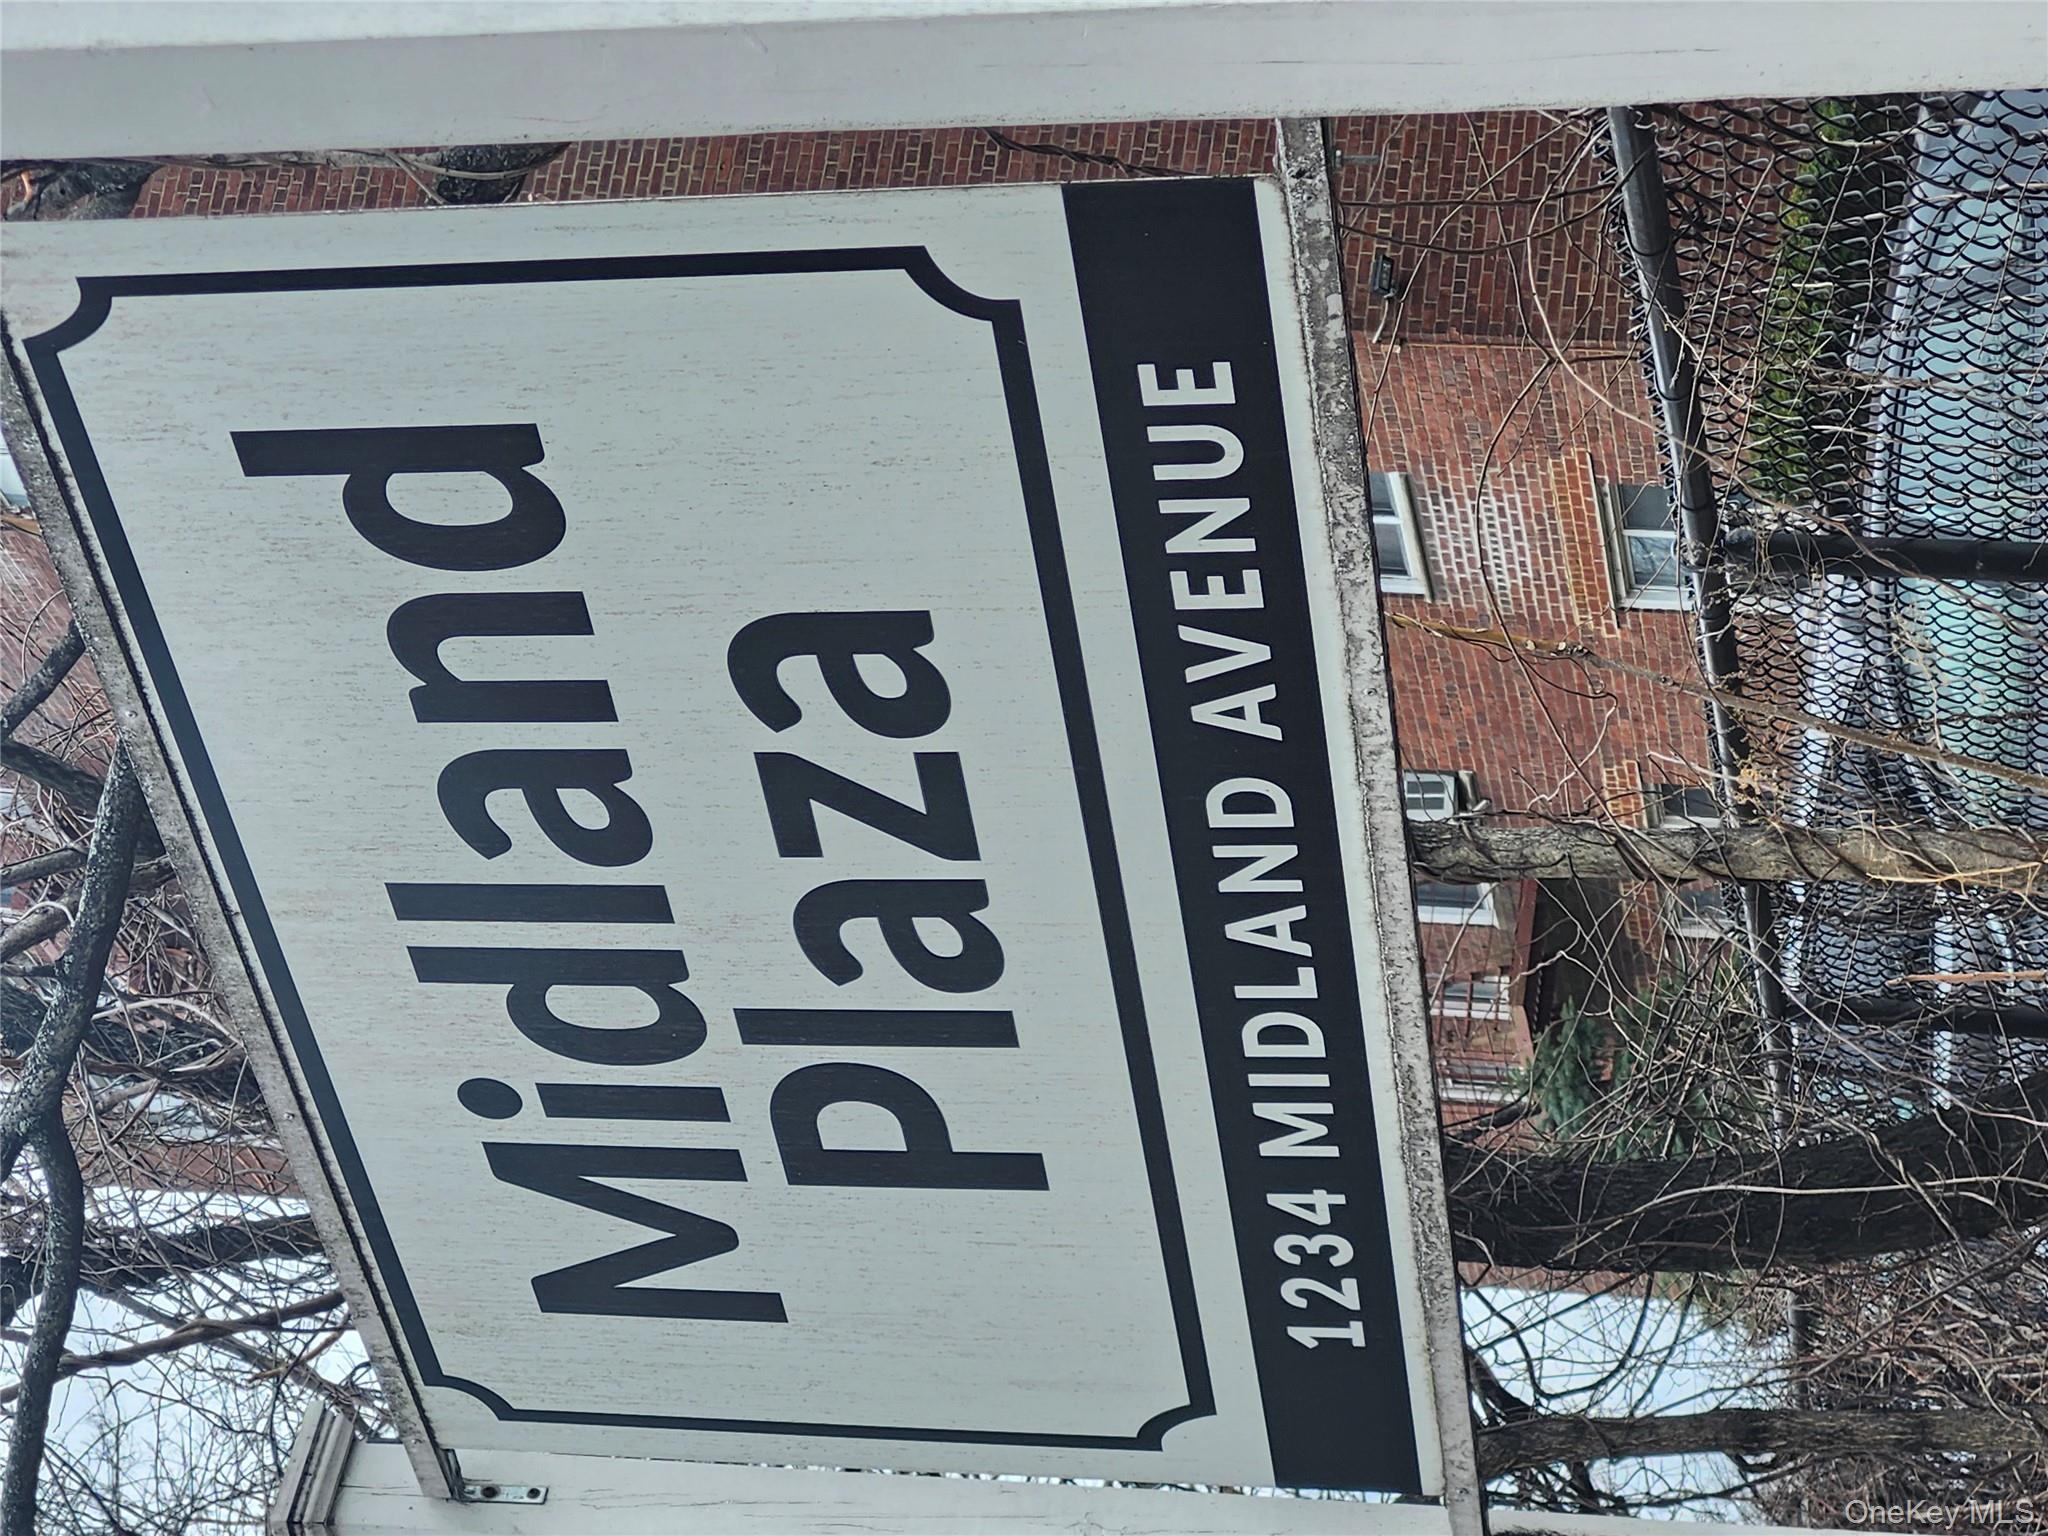 Midland
Plaza
1234 MIDLAND AVENUE
OneKey MLS